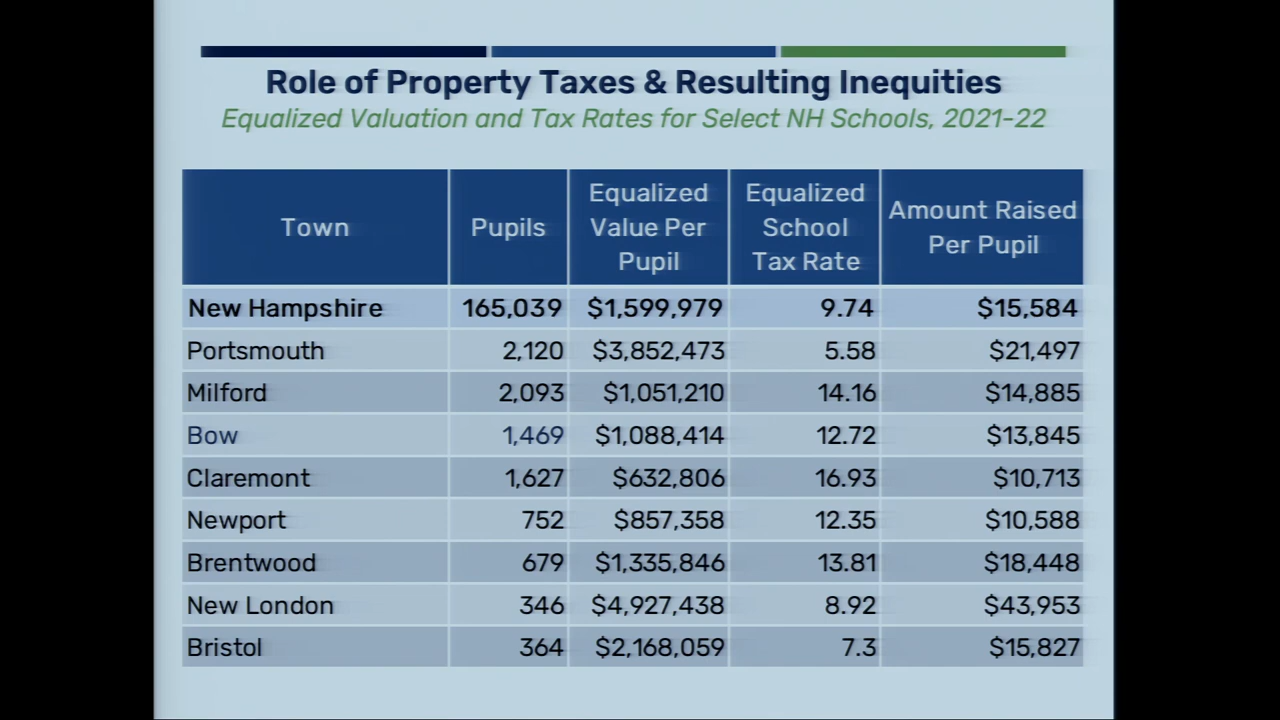 Role of Property Taxes & Resulting Inequities
Equalized Valuation and Tax Rates for Select NH Schools, 2021-22
Town Pupils Equalized Value Per Pupil Equalized School Tax Rate Amount Raised Per Pupil
New Hampshire 165,039 $1,599,979 9.74 $15,584
Portsmouth 2,120 $3,852,473 5.58 $21,497
Milford 2,093 $1,051,210 14.16 $14,885
Bow 1,469 $1,088,414 12.72 $13,845
Claremont 1,627 $632,806 16.93 $10,713
Newport 752 $857,358 12.35 $10,588
Brentwood 679 $1,335,846 13.81 $18,448
New London 346 $4,927,438 8.92 $43,953
Bristol 364 $2,168,059 7.3 $15,827